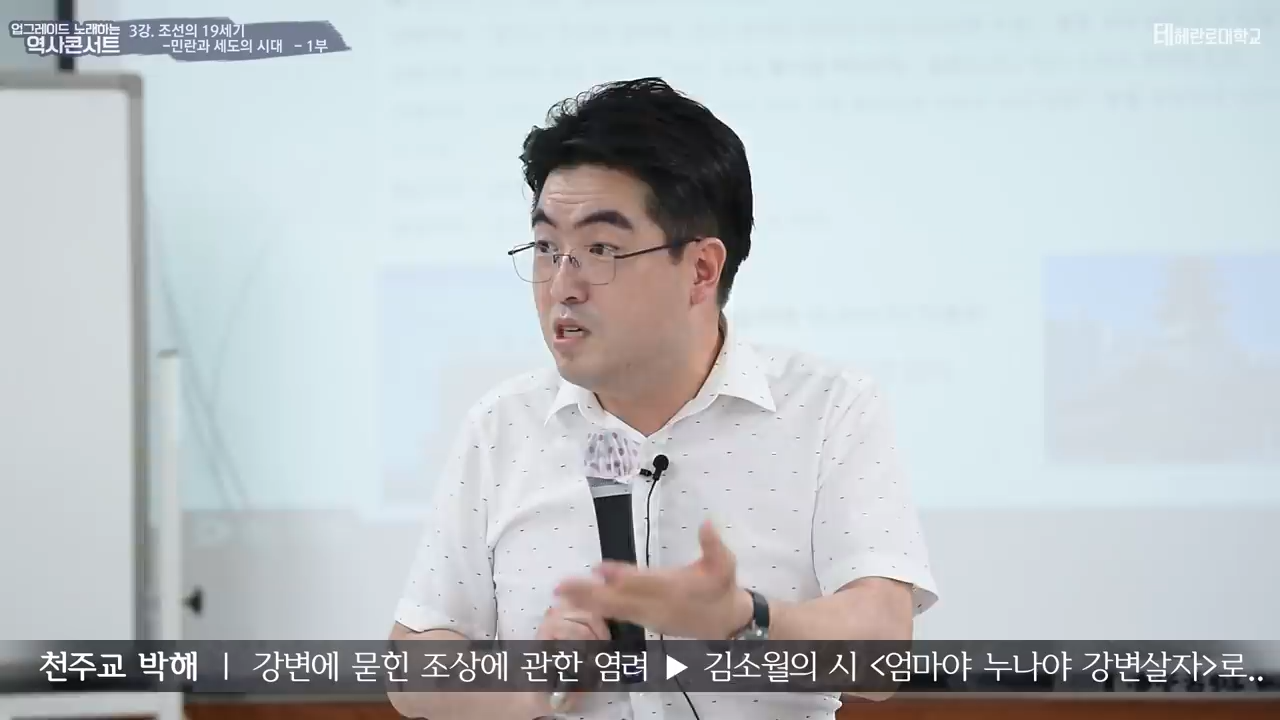 업그레이드 노래하는
역사콘서트
3강. 조선의 19세기
-민란과 세도의 시대 - 1부
테헤란로대학교
천주교 박해 | 강변에 묻힌 조상에 관한 염려 ▶ 김소월의 시 <엄마야 누나야 강변살자>로..